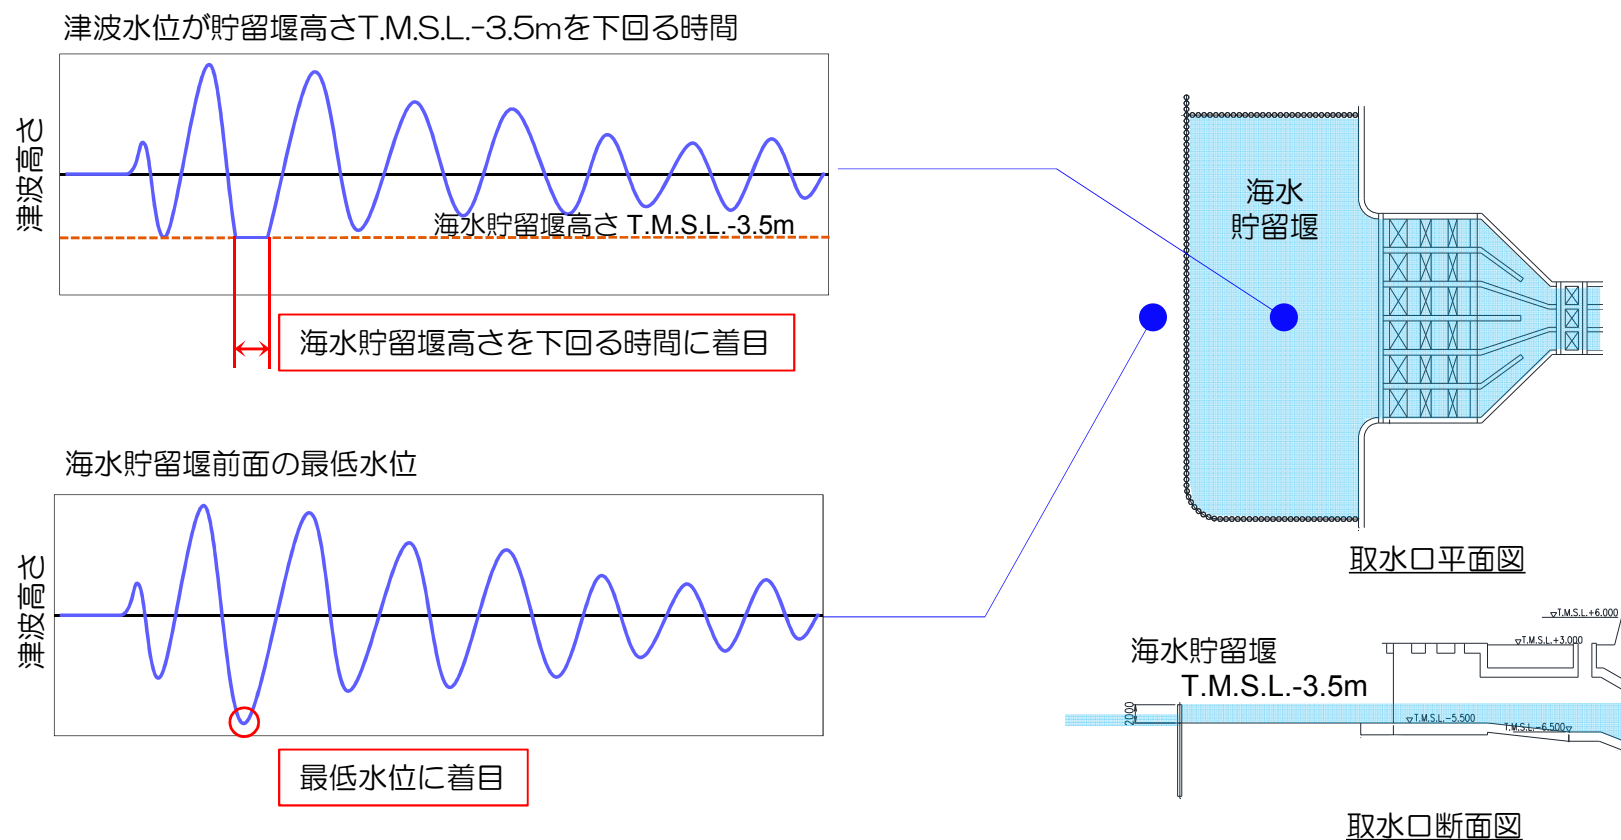 津波水位が貯留堰高さT.M.S.L.-3.5mを下回る時間
津波高さ
海水貯留堰高さ T.M.S.L.-3.5m
海水貯留堰高さを下回る時間に着目
海水貯留堰前面の最低水位
津波高さ
最低水位に着目
海水
貯留堰
取水口平面図
▽T.M.S.L.+6.000
▽T.M.S.L.+3.000
海水貯留堰
T.M.S.L.-3.5m
2000
▽T.M.S.L.-5.500
T.M.S.L.-6.500▽
取水口断面図